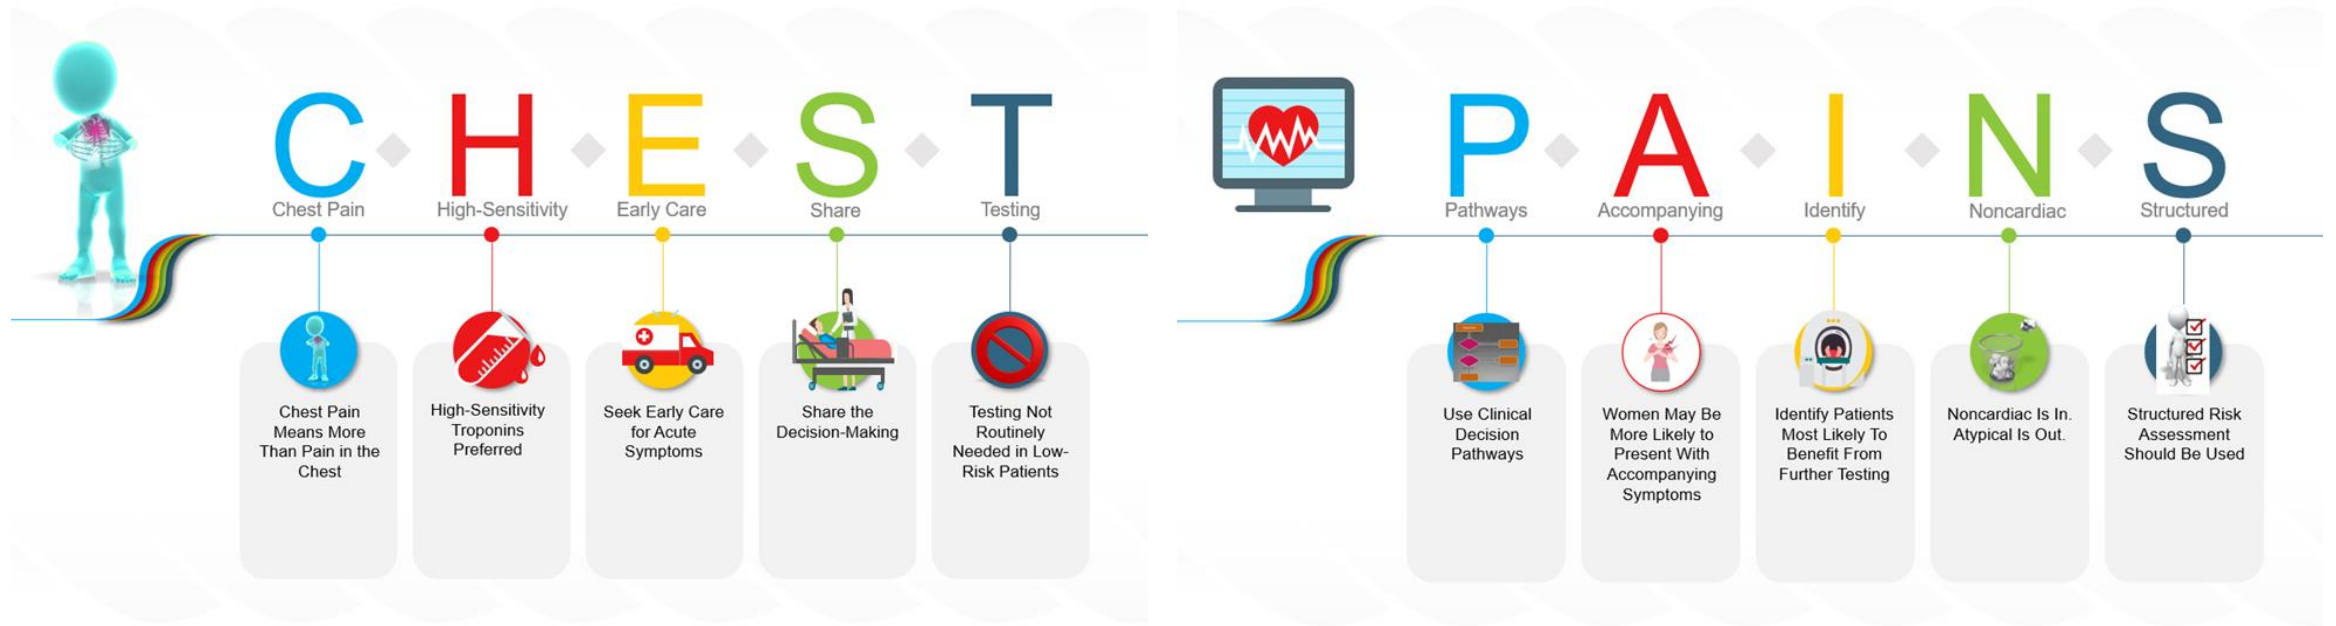 C H E S T
Chest Pain High-Sensitivity Early Care Share Testing
Chest Pain
Means More
Than Pain in the
Chest
High-Sensitivity
Troponins
Preferred
Seek Early Care
for Acute
Symptoms
Share the
Decision-Making
Testing Not
Routinely
Needed in Low-
Risk Patients
P A I N S
Pathways Accompanying Identify Noncardiac Structured
Use Clinical
Decision
Pathways
Women May Be
More Likely to
Present With
Accompanying
Symptoms
Identify Patients
Most Likely To
Benefit From
Further Testing
Noncardiac Is In.
Atypical Is Out.
Structured Risk
Assessment
Should Be Used